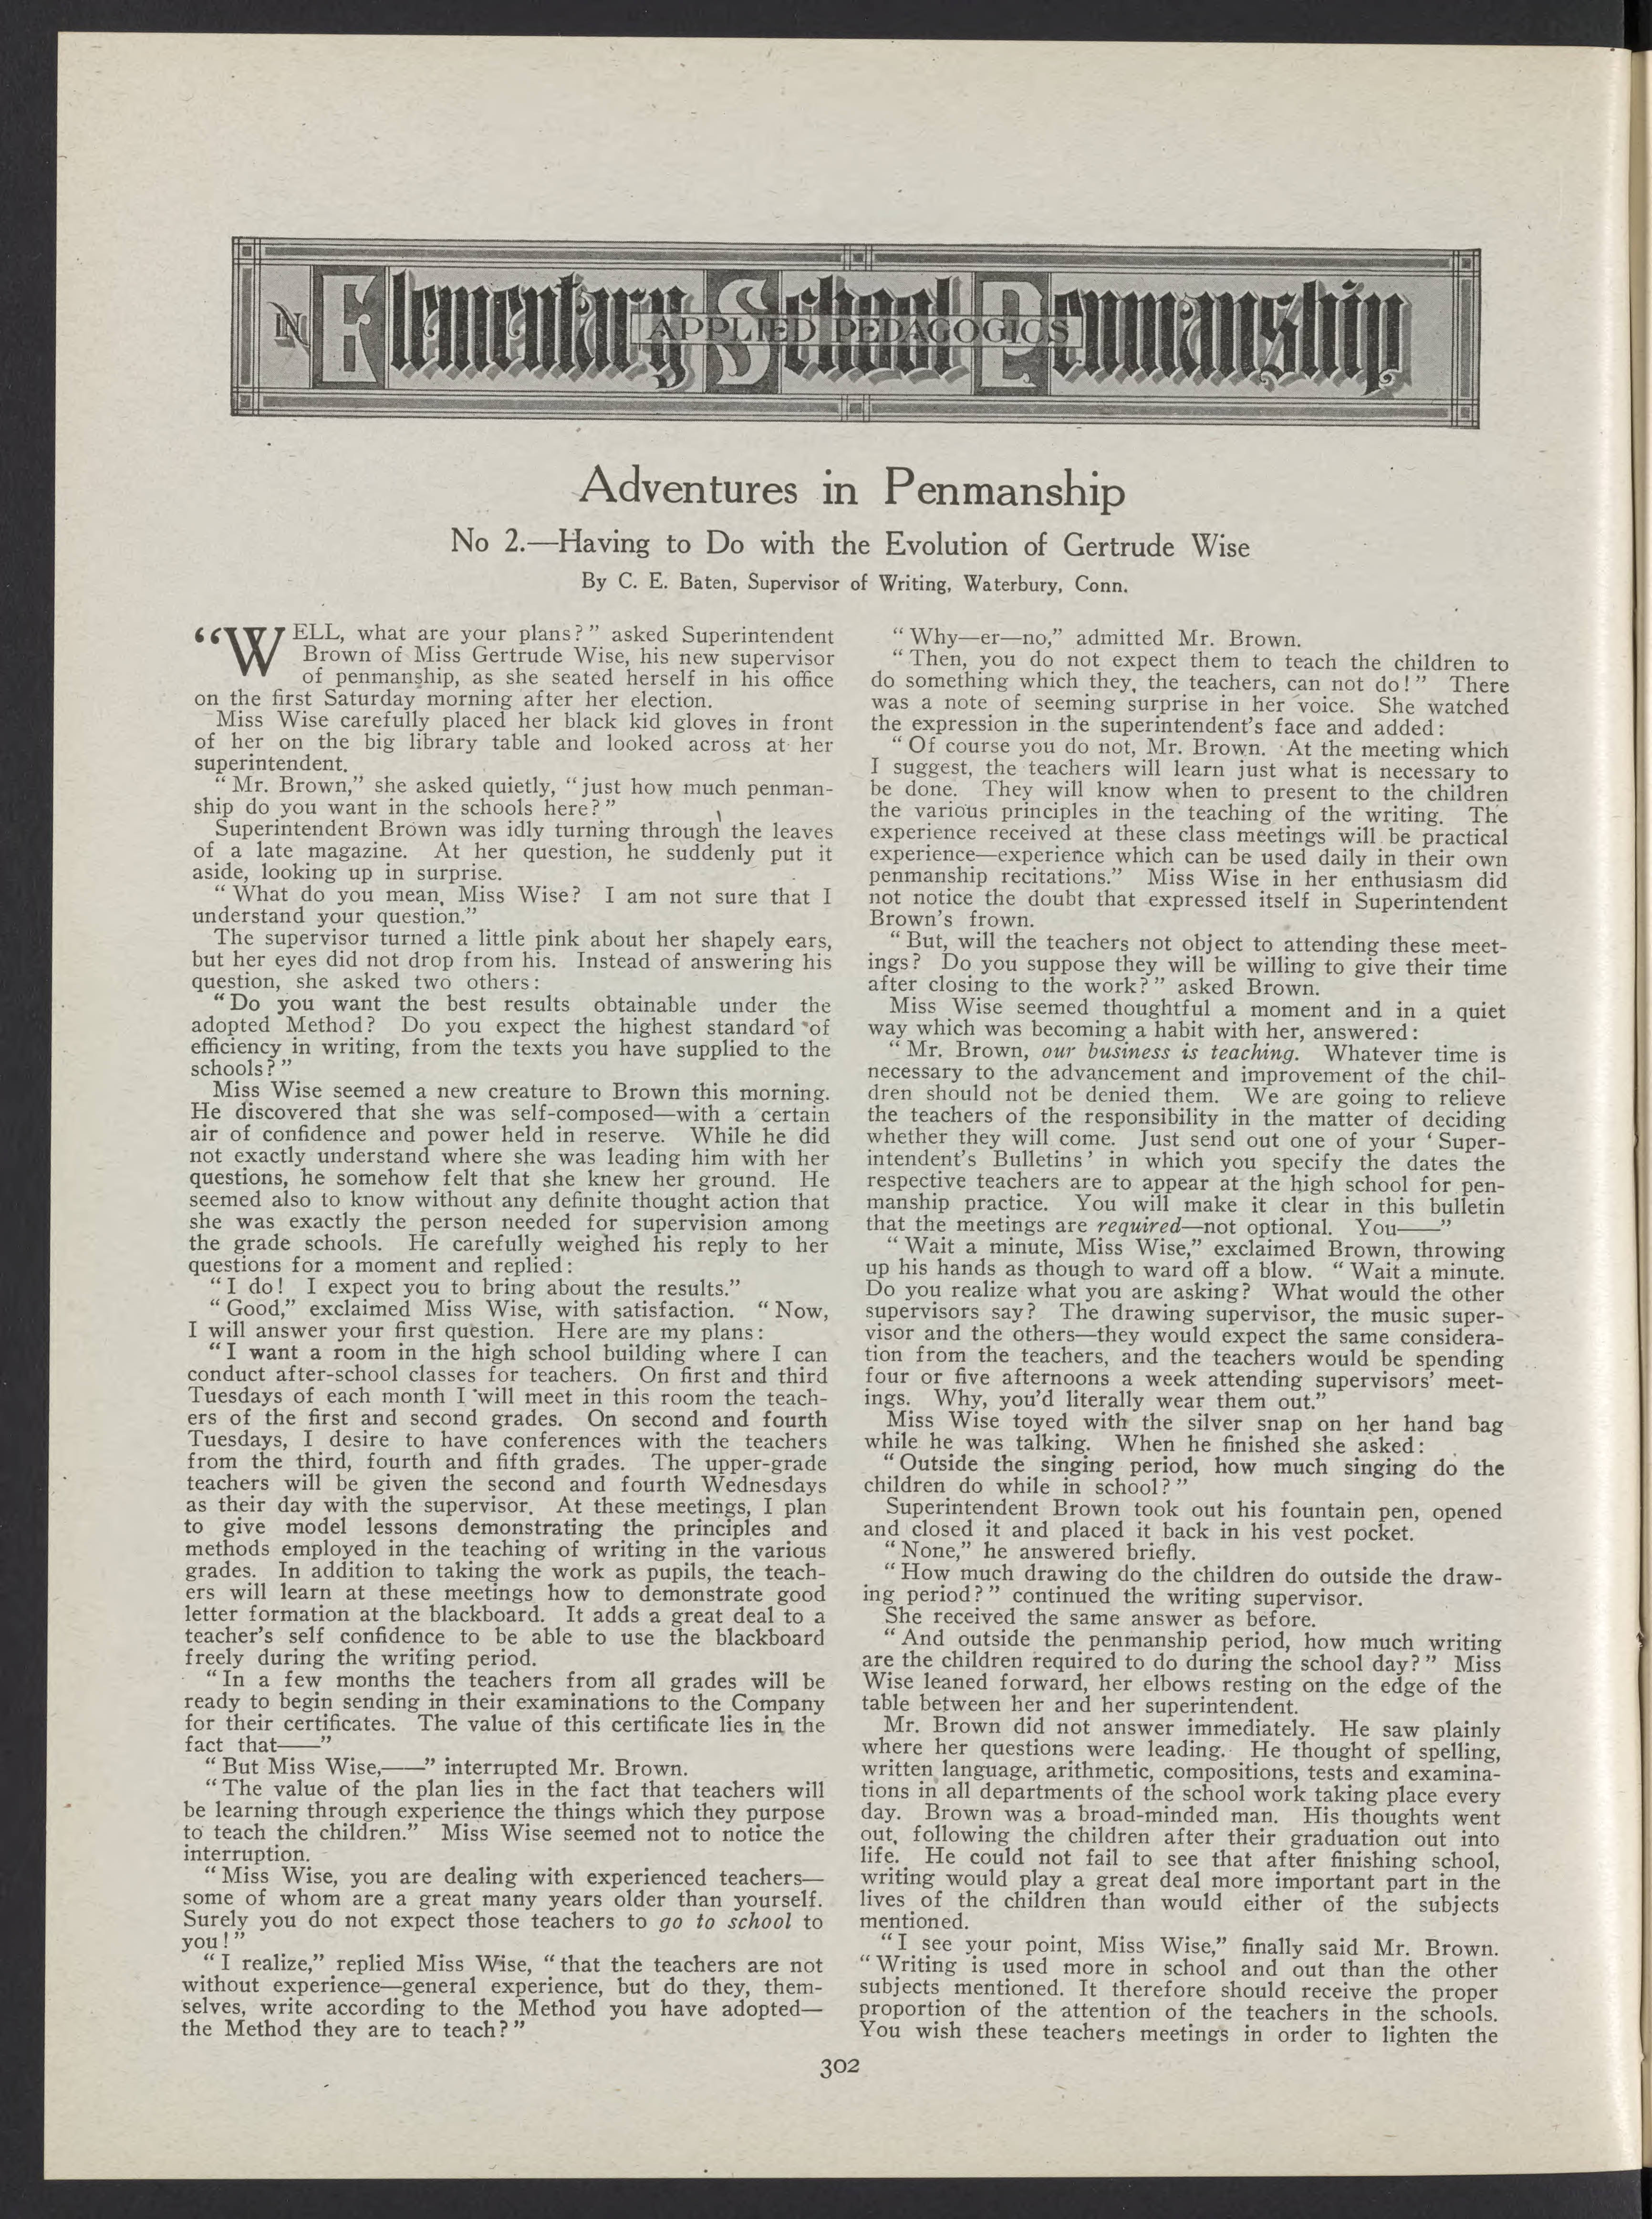 IN Elementary School Penmanship
APPLIED PEDAGOGICS
Adventures in Penmanship
No 2.—Having to Do with the Evolution of Gertrude Wise
By C. E. Baten, Supervisor of Writing, Waterbury, Conn.
“WELL, what are your plans?” asked Superintendent
Brown of Miss Gertrude Wise, his new supervisor
of penmanship, as she seated herself in his office
on the first Saturday morning after her election.
Miss Wise carefully placed her black kid gloves in front
of her on the big library table and looked across at her
superintendent.
“Mr. Brown,” she asked quietly, “just how much penman-
ship do you want in the schools here?”
Superintendent Brown was idly turning through the leaves
of a late magazine. At her question, he suddenly put it
aside, looking up in surprise.
“What do you mean, Miss Wise? I am not sure that I
understand your question.”
The supervisor turned a little pink about her shapely ears,
but her eyes did not drop from his. Instead of answering his
question, she asked two others:
“Do you want the best results obtainable under the
adopted Method? Do you expect the highest standard of
efficiency in writing, from the texts you have supplied to the
schools?”
Miss Wise seemed a new creature to Brown this morning.
He discovered that she was self-composed—with a certain
air of confidence and power held in reserve. While he did
not exactly understand where she was leading him with her
questions, he somehow felt that she knew her ground. He
seemed also to know without any definite thought action that
she was exactly the person needed for supervision among
the grade schools. He carefully weighed his reply to her
questions for a moment and replied:
“I do! I expect you to bring about the results.”
“Good,” exclaimed Miss Wise, with satisfaction. “Now,
I will answer your first question. Here are my plans:
“I want a room in the high school building where I can
conduct after-school classes for teachers. On first and third
Tuesdays of each month I will meet in this room the teach-
ers of the first and second grades. On second and fourth
Tuesdays, I desire to have conferences with the teachers
from the third, fourth and fifth grades. The upper-grade
teachers will be given the second and fourth Wednesdays
as their day with the supervisor. At these meetings, I plan
to give model lessons demonstrating the principles and
methods employed in the teaching of writing in the various
grades. In addition to taking the work as pupils, the teach-
ers will learn at these meetings how to demonstrate good
letter formation at the blackboard. It adds a great deal to a
teacher’s self confidence to be able to use the blackboard
freely during the writing period.
“In a few months the teachers from all grades will be
ready to begin sending in their examinations to the Company
for their certificates. The value of this certificate lies in the
fact that——”
“But Miss Wise,——” interrupted Mr. Brown.
“The value of the plan lies in the fact that teachers will
be learning through experience the things which they purpose
to teach the children.” Miss Wise seemed not to notice the
interruption.
“Miss Wise, you are dealing with experienced teachers—
some of whom are a great many years older than yourself.
Surely you do not expect those teachers to go to school to
you!”
“I realize,” replied Miss Wise, “that the teachers are not
without experience—general experience, but do they, them-
selves, write according to the Method you have adopted—
the Method they are to teach?”
“Why—er—no,” admitted Mr. Brown.
“Then, you do not expect them to teach the children to
do something which they, the teachers, can not do!” There
was a note of seeming surprise in her voice. She watched
the expression in the superintendent’s face and added:
“Of course you do not, Mr. Brown. At the meeting which
I suggest, the teachers will learn just what is necessary to
be done. They will know when to present to the children
the various principles in the teaching of the writing. The
experience received at these class meetings will be practical
experience—experience which can be used daily in their own
penmanship recitations.” Miss Wise in her enthusiasm did
not notice the doubt that expressed itself in Superintendent
Brown’s frown.
“But, will the teachers not object to attending these meet-
ings? Do you suppose they will be willing to give their time
after closing to the work?” asked Brown.
Miss Wise seemed thoughtful a moment and in a quiet
way which was becoming a habit with her, answered:
“Mr. Brown, our business is teaching. Whatever time is
necessary to the advancement and improvement of the chil-
dren should not be denied them. We are going to relieve
the teachers of the responsibility in the matter of deciding
whether they will come. Just send out one of your ‘Super-
intendent’s Bulletins’ in which you specify the dates the
respective teachers are to appear at the high school for pen-
manship practice. You will make it clear in this bulletin
that the meetings are required—not optional. You——”
“Wait a minute, Miss Wise,” exclaimed Brown, throwing
up his hands as though to ward off a blow. “Wait a minute.
Do you realize what you are asking? What would the other
supervisors say? The drawing supervisor, the music super-
visor and the others—they would expect the same considera-
tion from the teachers, and the teachers would be spending
four or five afternoons a week attending supervisors’ meet-
ings. Why, you’d literally wear them out.”
Miss Wise toyed with the silver snap on her hand bag
while he was talking. When he finished she asked:
“Outside the singing period, how much singing do the
children do while in school?”
Superintendent Brown took out his fountain pen, opened
and closed it and placed it back in his vest pocket.
“None,” he answered briefly.
“How much drawing do the children do outside the draw-
ing period?” continued the writing supervisor.
She received the same answer as before.
“And outside the penmanship period, how much writing
are the children required to do during the school day?” Miss
Wise leaned forward, her elbows resting on the edge of the
table between her and her superintendent.
Mr. Brown did not answer immediately. He saw plainly
where her questions were leading. He thought of spelling,
written language, arithmetic, compositions, tests and examina-
tions in all departments of the school work taking place every
day. Brown was a broad-minded man. His thoughts went
out, following the children after their graduation out into
life. He could not fail to see that after finishing school,
writing would play a great deal more important part in the
lives of the children than would either of the subjects
mentioned.
“I see your point, Miss Wise,” finally said Mr. Brown.
“Writing is used more in school and out than the other
subjects mentioned. It therefore should receive the proper
proportion of the attention of the teachers in the schools.
You wish these teachers meetings in order to lighten the
302